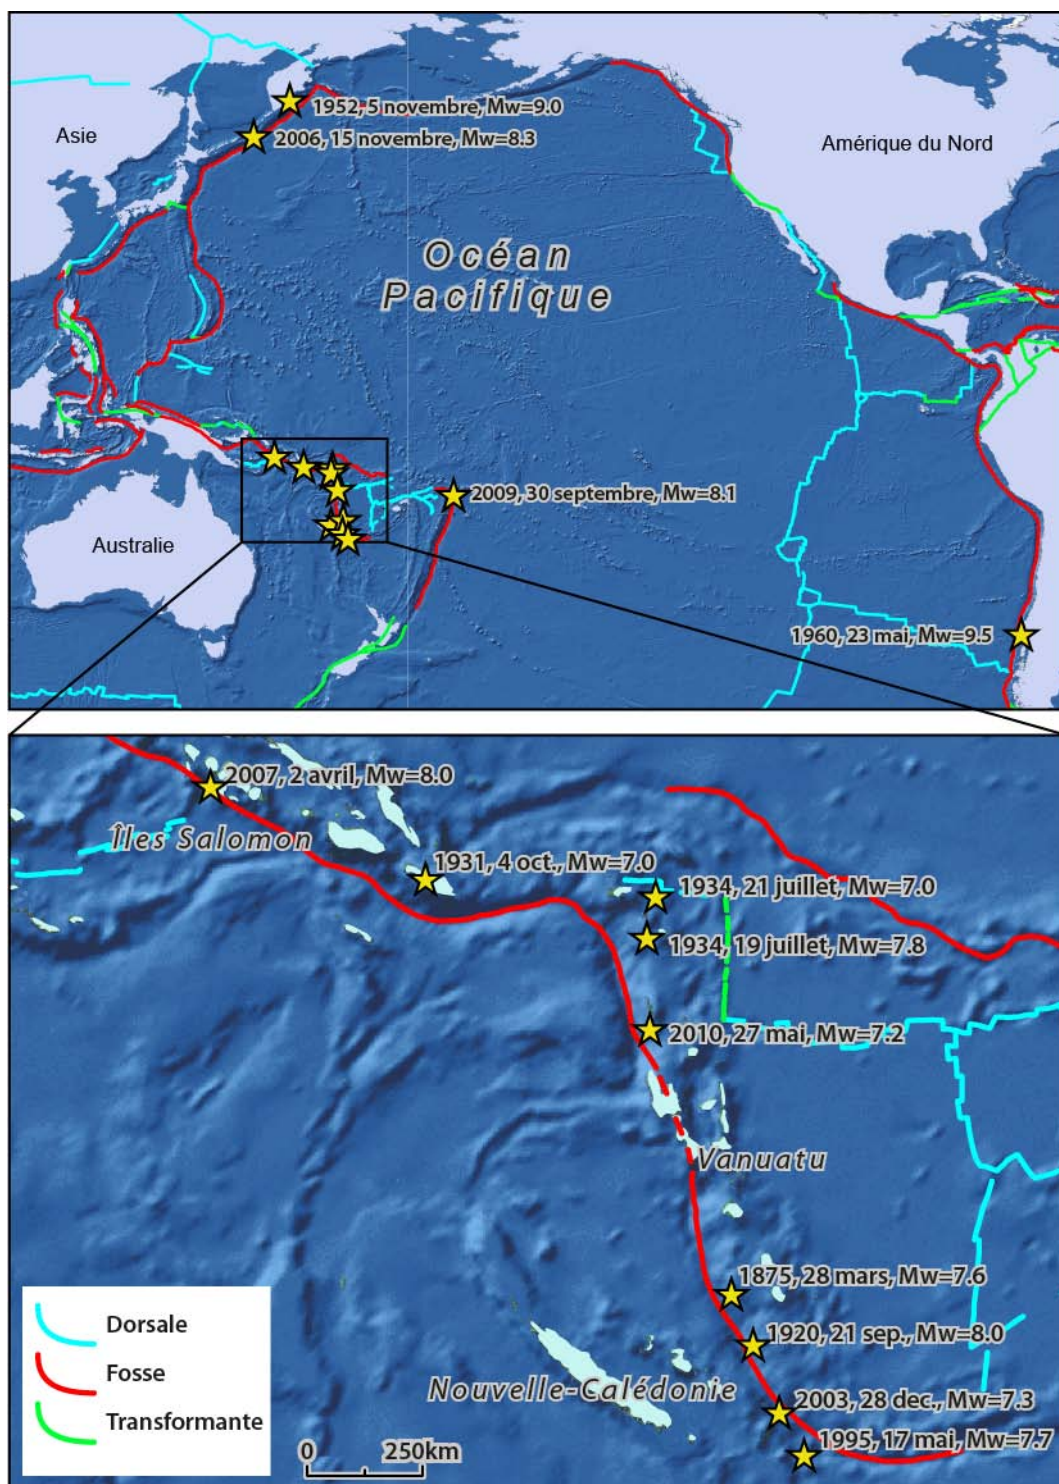 1952, 5 novembre, Mw=9.0
Asie
2006, 15 novembre, Mw=8.3
Amérique du Nord
Océan
Pacifique
2009, 30 septembre, Mw=8.1
Australie
1960, 23 mai, Mw=9.5
2007, 2 avril, Mw=8.0
Îles Salomon
1931, 4 oct., Mw=7.0
1934, 21 juillet, Mw=7.0
1934, 19 juillet, Mw=7.8
2010, 27 mai, Mw=7.2
Vanuatu
1875, 28 mars, Mw=7.6
1920, 21 sep., Mw=8.0
Nouvelle-Calédonie
2003, 28 dec., Mw=7.3
1995, 17 mai, Mw=7.7
Dorsale
Fosse
Transformante
0 250km